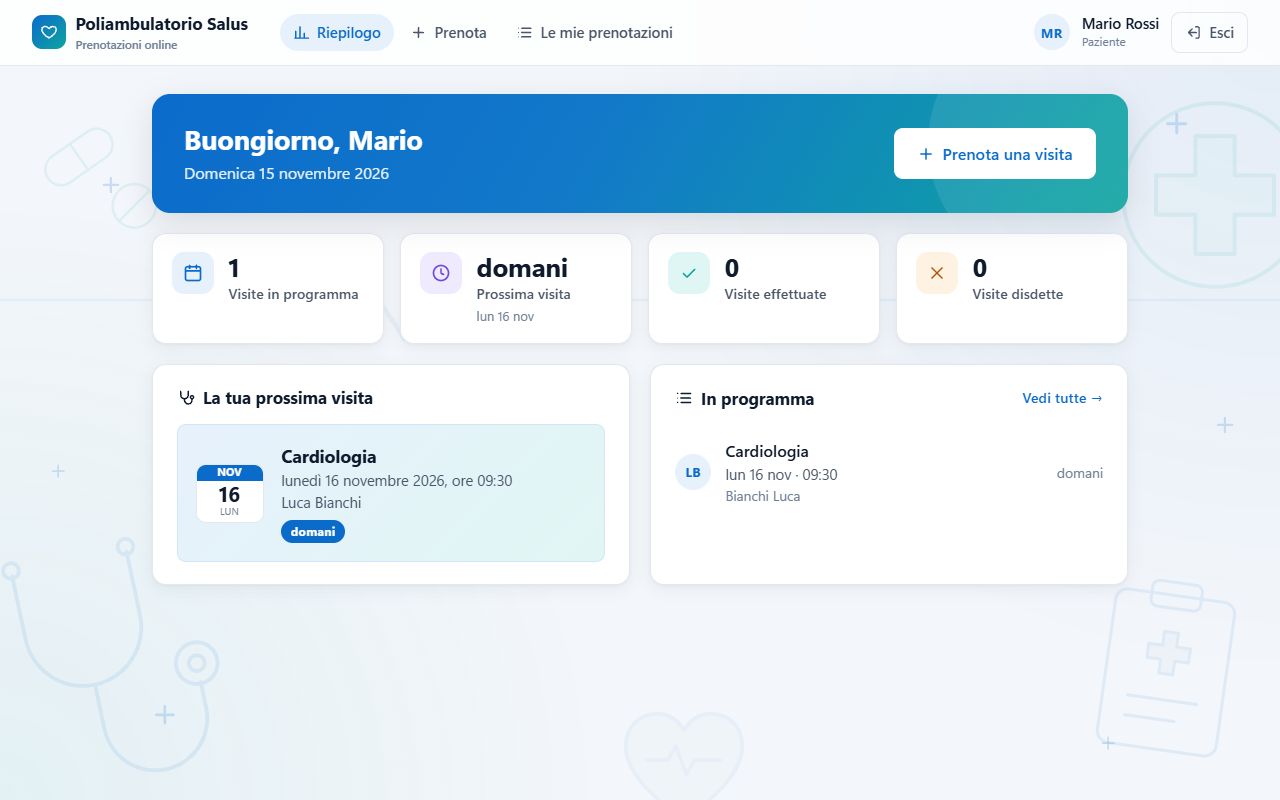 Poliambulatorio Salus
Prenotazioni online
Riepilogo
Prenota
Le mie prenotazioni
MR
Mario Rossi
Paziente
Esci
Buongiorno, Mario
Domenica 15 novembre 2026
Prenota una visita
1
Visite in programma
domani
Prossima visita
lun 16 nov
0
Visite effettuate
0
Visite disdette
La tua prossima visita
NOV
16
LUN
Cardiologia
lunedì 16 novembre 2026, ore 09:30
Luca Bianchi
domani
In programma
Vedi tutte →
LB
Cardiologia
lun 16 nov · 09:30
Bianchi Luca
domani